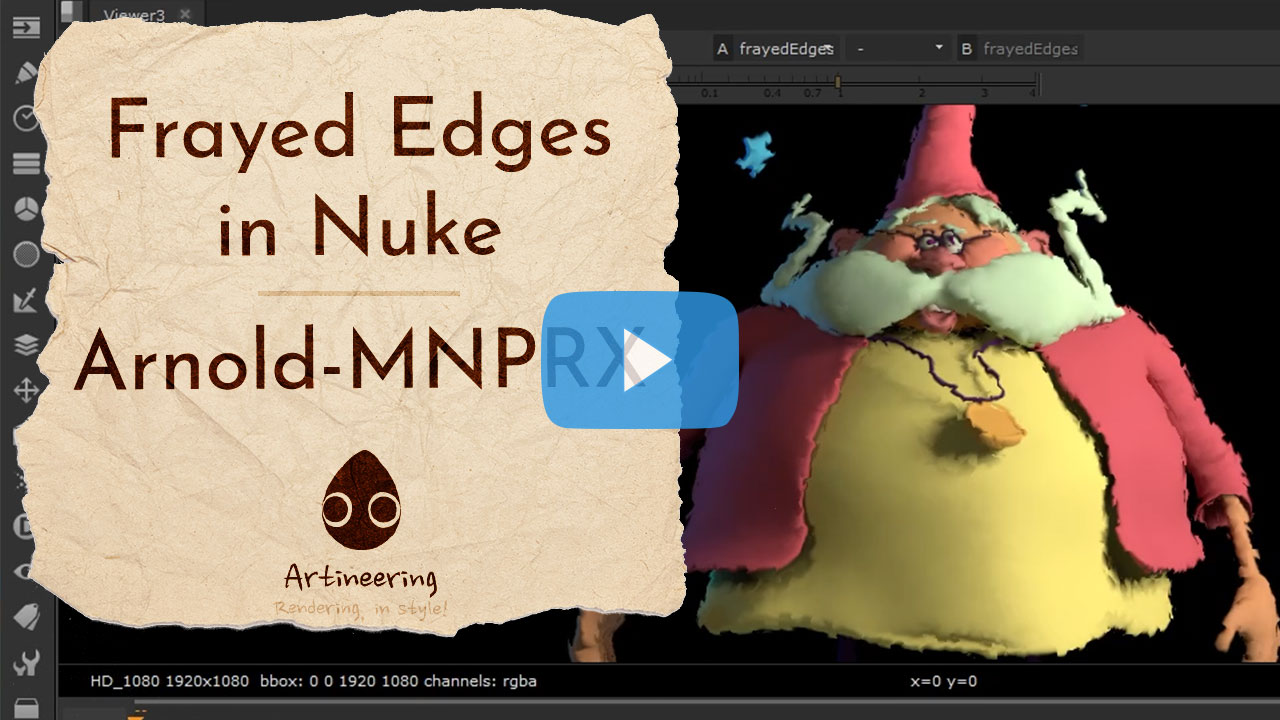 Viewer3
A frayedEdges - B frayedEdges
0.1 0.4 0.7 1 2 3 4
Frayed Edges
in Nuke
Arnold-MNPRX
Artineering
Rendering in style!
HD_1080 1920x1080 bbox: 0 0 1920 1080 channels: rgba x=0 y=0